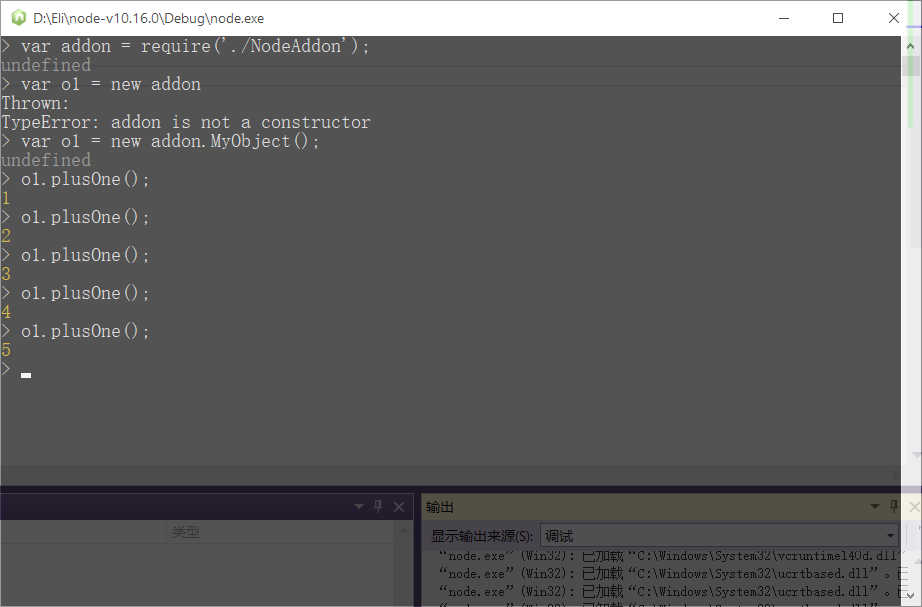 D:\Eli\node-v10.16.0\Debug\node.exe
> var addon = require('./NodeAddon');
undefined
> var o1 = new addon
Thrown:
TypeError: addon is not a constructor
> var o1 = new addon.MyObject();
undefined
> o1.plusOne();
1
> o1.plusOne();
2
> o1.plusOne();
3
> o1.plusOne();
4
> o1.plusOne();
5
>
类型
输出
显示输出来源(S): 调试
“node.exe”(Win32): 已加载“C:\Windows\System32\vcruntime140d.dll”
“node.exe”(Win32): 已加载“C:\Windows\System32\ucrtbased.dll”。已
“node.exe”(Win32): 已加载“C:\Windows\System32\ucrtbased.dll”。已